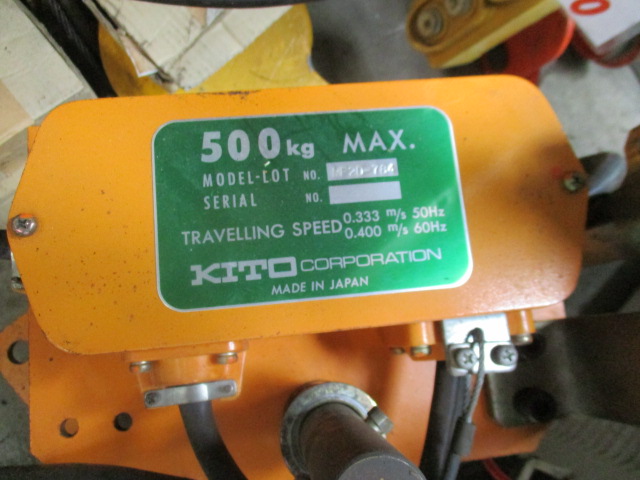 500kg MAX.
MODEL-LOT NO.
SERIAL NO.
TRAVELLING SPEED 0.333 m/s 50Hz
0.400 m/s 60Hz
KITO CORPORATION
MADE IN JAPAN